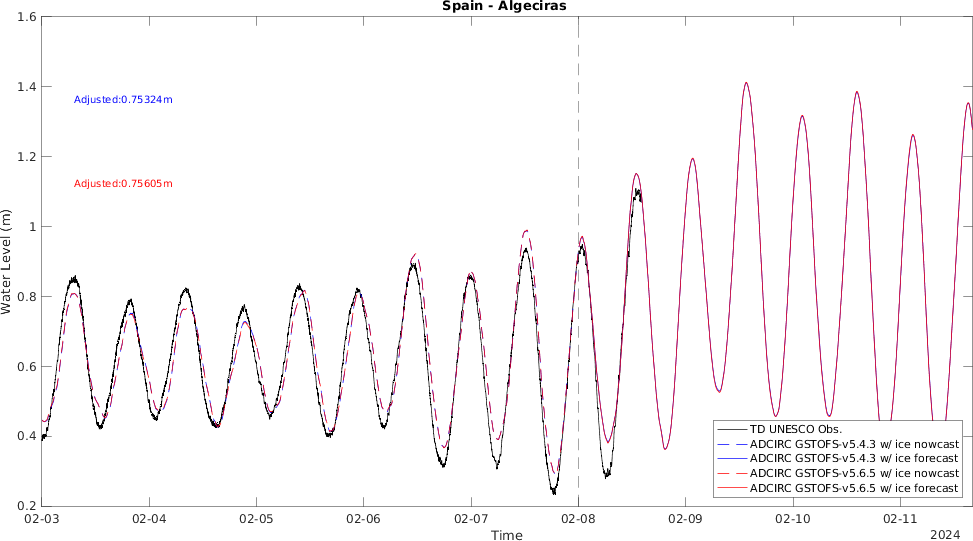 Spain - Algeciras
1.6
1.4
1.2
1
0.8
0.6
0.4
0.2
Water Level (m)
Adjusted:0.75324m
Adjusted:0.75605m
TD UNESCO Obs.
ADCIRC GSTOFS-v5.4.3 w/ ice nowcast
ADCIRC GSTOFS-v5.4.3 w/ ice forecast
ADCIRC GSTOFS-v5.6.5 w/ ice nowcast
ADCIRC GSTOFS-v5.6.5 w/ ice forecast
02-03 02-04 02-05 02-06 02-07 02-08 02-09 02-10 02-11
Time
2024